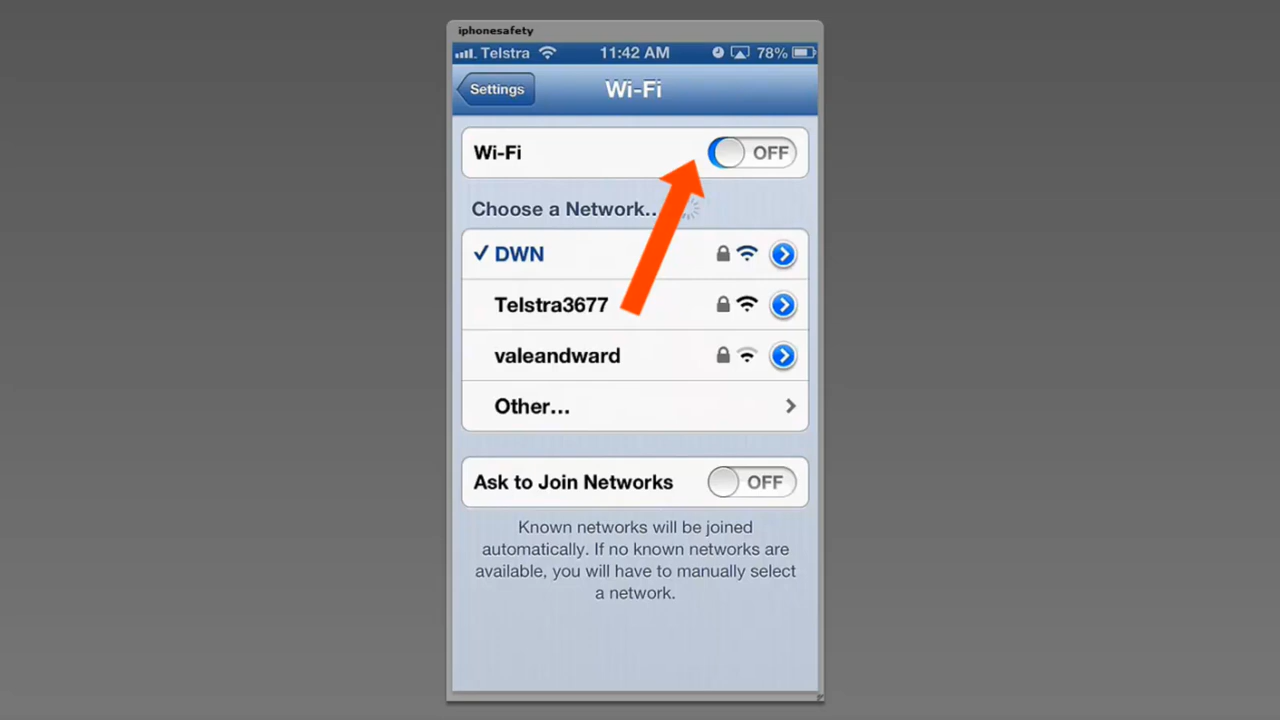 iphonesafety
Telstra 11:42 AM 78%
Settings Wi-Fi
Wi-Fi OFF
Choose a Network..
DWN
Telstra3677
valeandward
Other...
Ask to Join Networks OFF
Known networks will be joined
automatically. If no known networks are
available, you will have to manually select
a network.